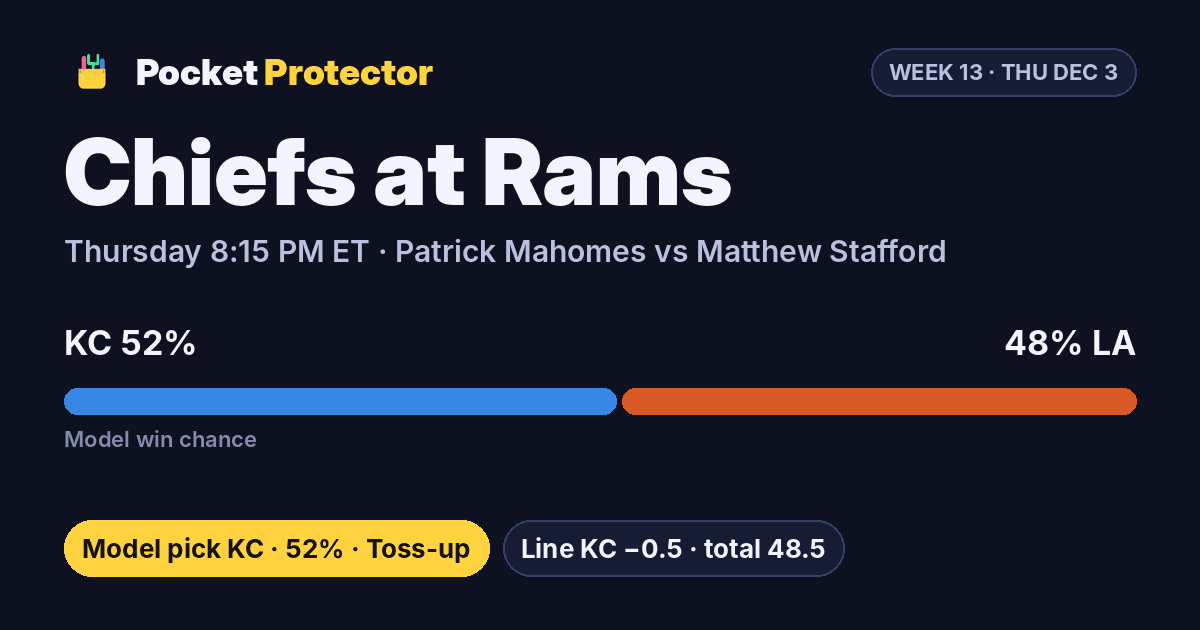 Pocket Protector
WEEK 13 · THU DEC 3
Chiefs at Rams
Thursday 8:15 PM ET · Patrick Mahomes vs Matthew Stafford
KC 52%
48% LA
Model win chance
Model pick KC · 52% · Toss-up
Line KC −0.5 · total 48.5